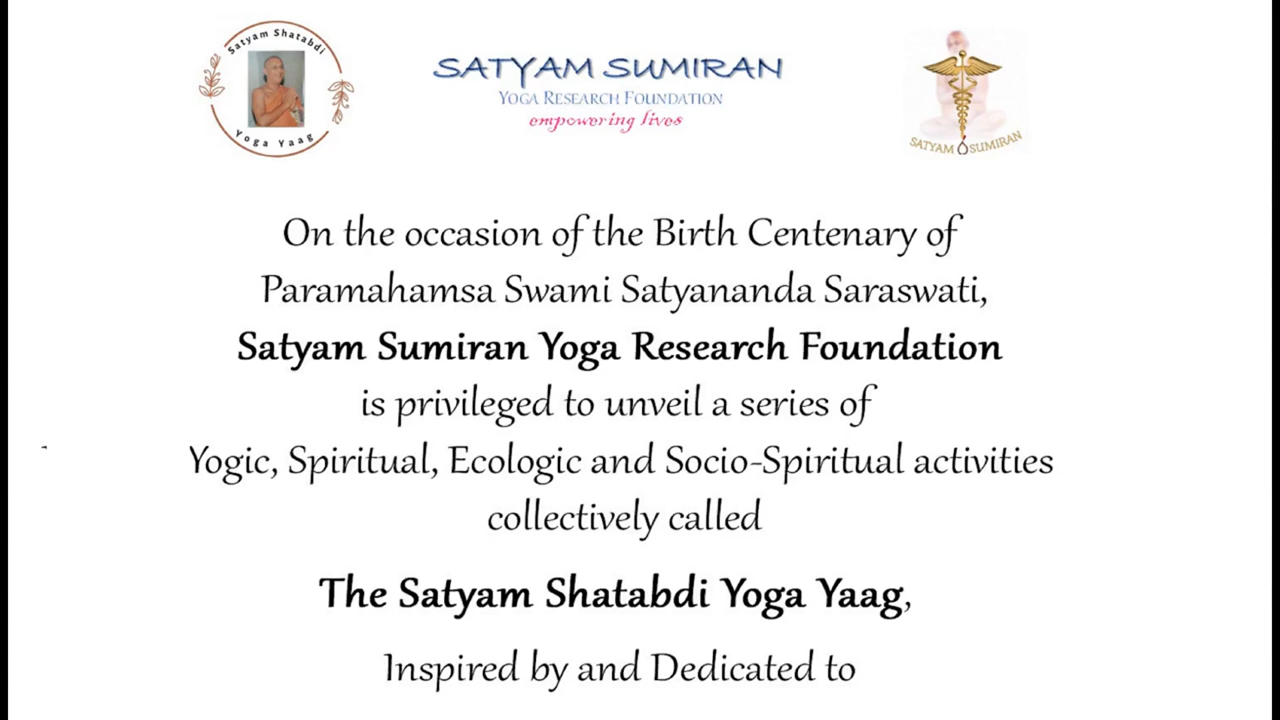 Satyam Shatabdi
Yoga Yaag
SATYAM SUMIRAN
YOGA RESEARCH FOUNDATION
empowering lives
SATYAM SUMIRAN
On the occasion of the Birth Centenary of
Paramahamsa Swami Satyananda Saraswati,
Satyam Sumiran Yoga Research Foundation
is privileged to unveil a series of
Yogic, Spiritual, Ecologic and Socio-Spiritual activities
collectively called
The Satyam Shatabdi Yoga Yaag,
Inspired by and Dedicated to